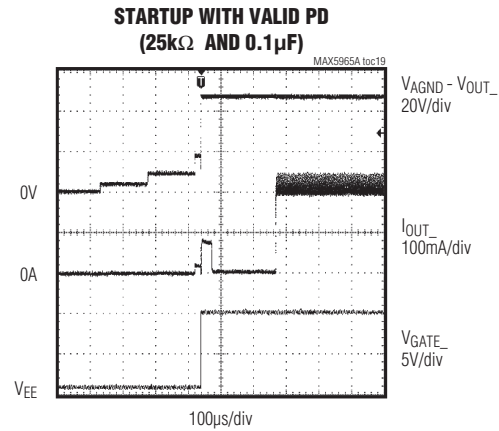 STARTUP WITH VALID PD
(25kΩ AND 0.1µF)
MAX5965A toc19
VAGND - VOUT_
20V/div
0V
IOUT_
100mA/div
0A
VGATE_
5V/div
VEE
100µs/div